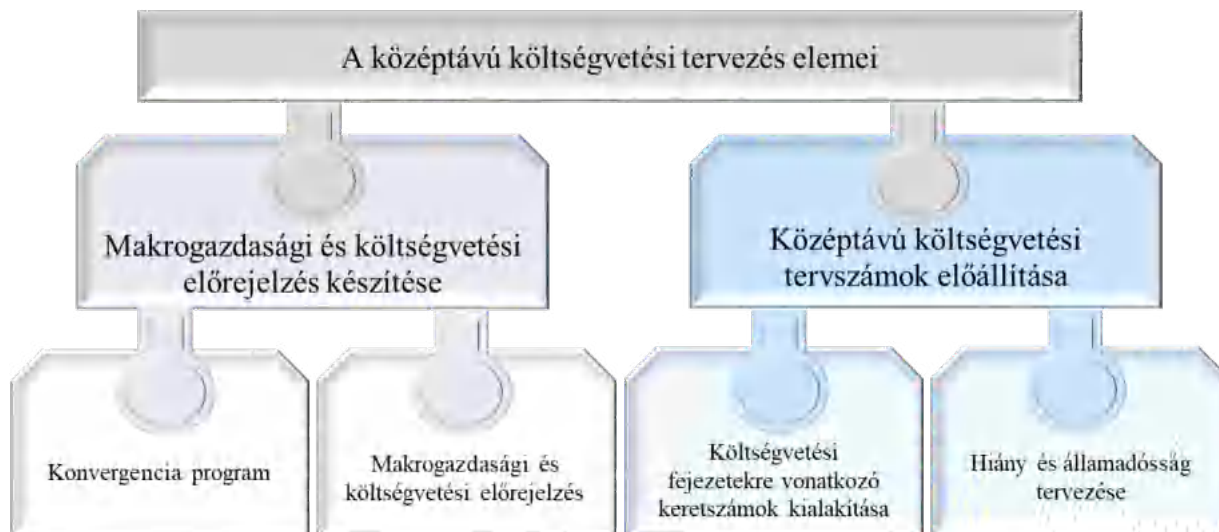 A középtávú költségvetési tervezés elemei
Makrogazdasági és költségvetési
előrejelzés készítése
Középtávú költségvetési
tervszámok előállítása
Konvergencia program
Makrogazdasági és
költségvetési előrejelzés
Költségvetési
fejezetekre vonatkozó
keretszámok kialakítása
Hiány és államadósság
tervezése